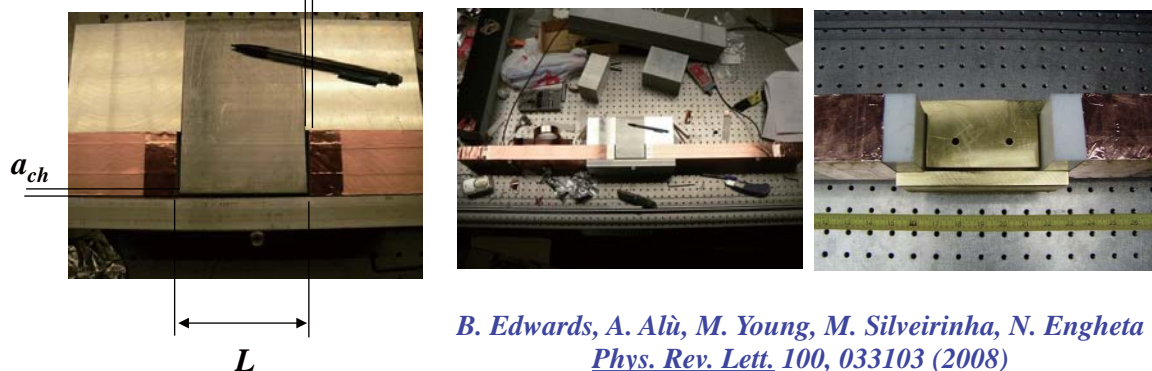 a_ch
L
B. Edwards, A. Alù, M. Young, M. Silveirinha, N. Engheta
Phys. Rev. Lett. 100, 033103 (2008)